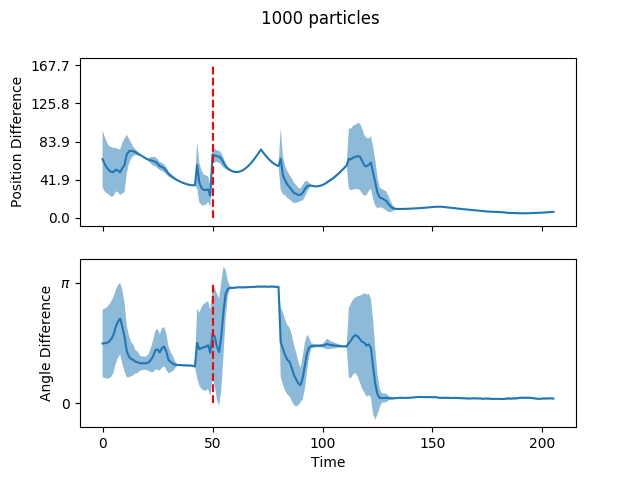 1000 particles
167.7
125.8
83.9
41.9
0.0
Position Difference
π
0
Angle Difference
0 50 100 150 200
Time